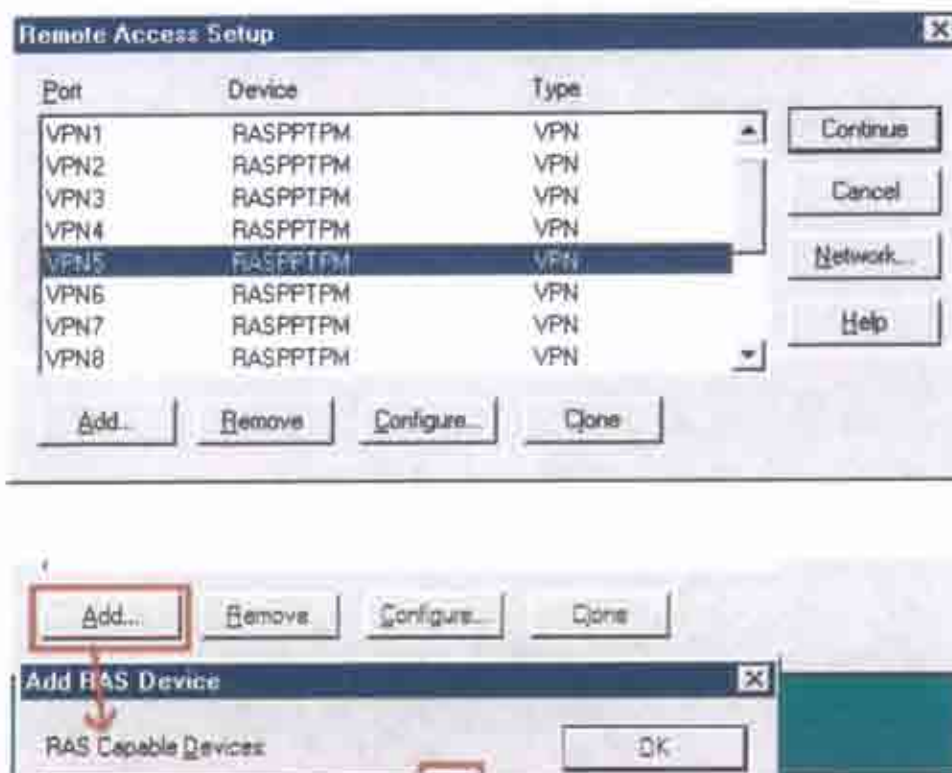 Remote Access Setup
Port Device Type
VPN1 RASPPTPM VPN
VPN2 RASPPTPM VPN
VPN3 RASPPTPM VPN
VPN4 RASPPTPM VPN
VPN5 RASPPTPM VPN
VPN6 RASPPTPM VPN
VPN7 RASPPTPM VPN
VPN8 RASPPTPM VPN
Continue
Cancel
Network...
Help
Add... Remove Configure... Clone
Add... Remove Configure... Clone
Add RAS Device
RAS Capable Devices:
OK